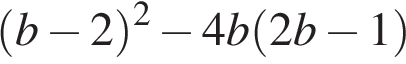 (b − 2)² − 4b(2b − 1)